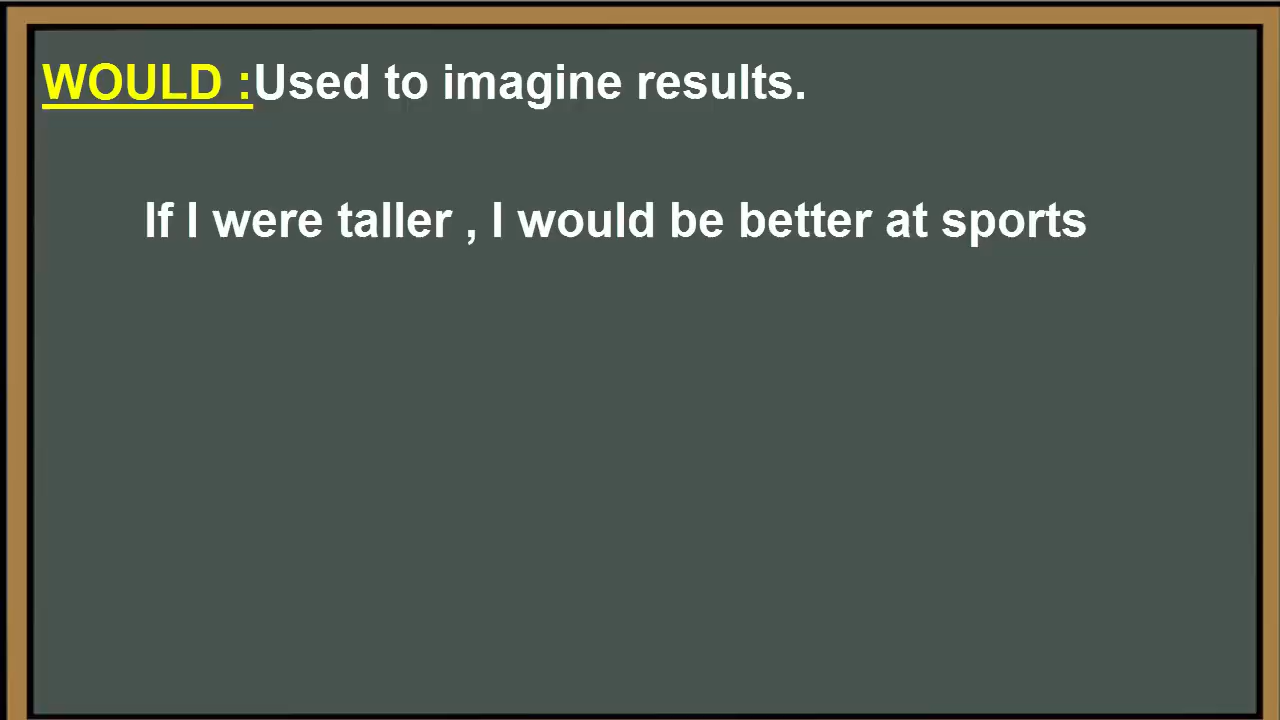 WOULD :Used to imagine results.
If I were taller , I would be better at sports